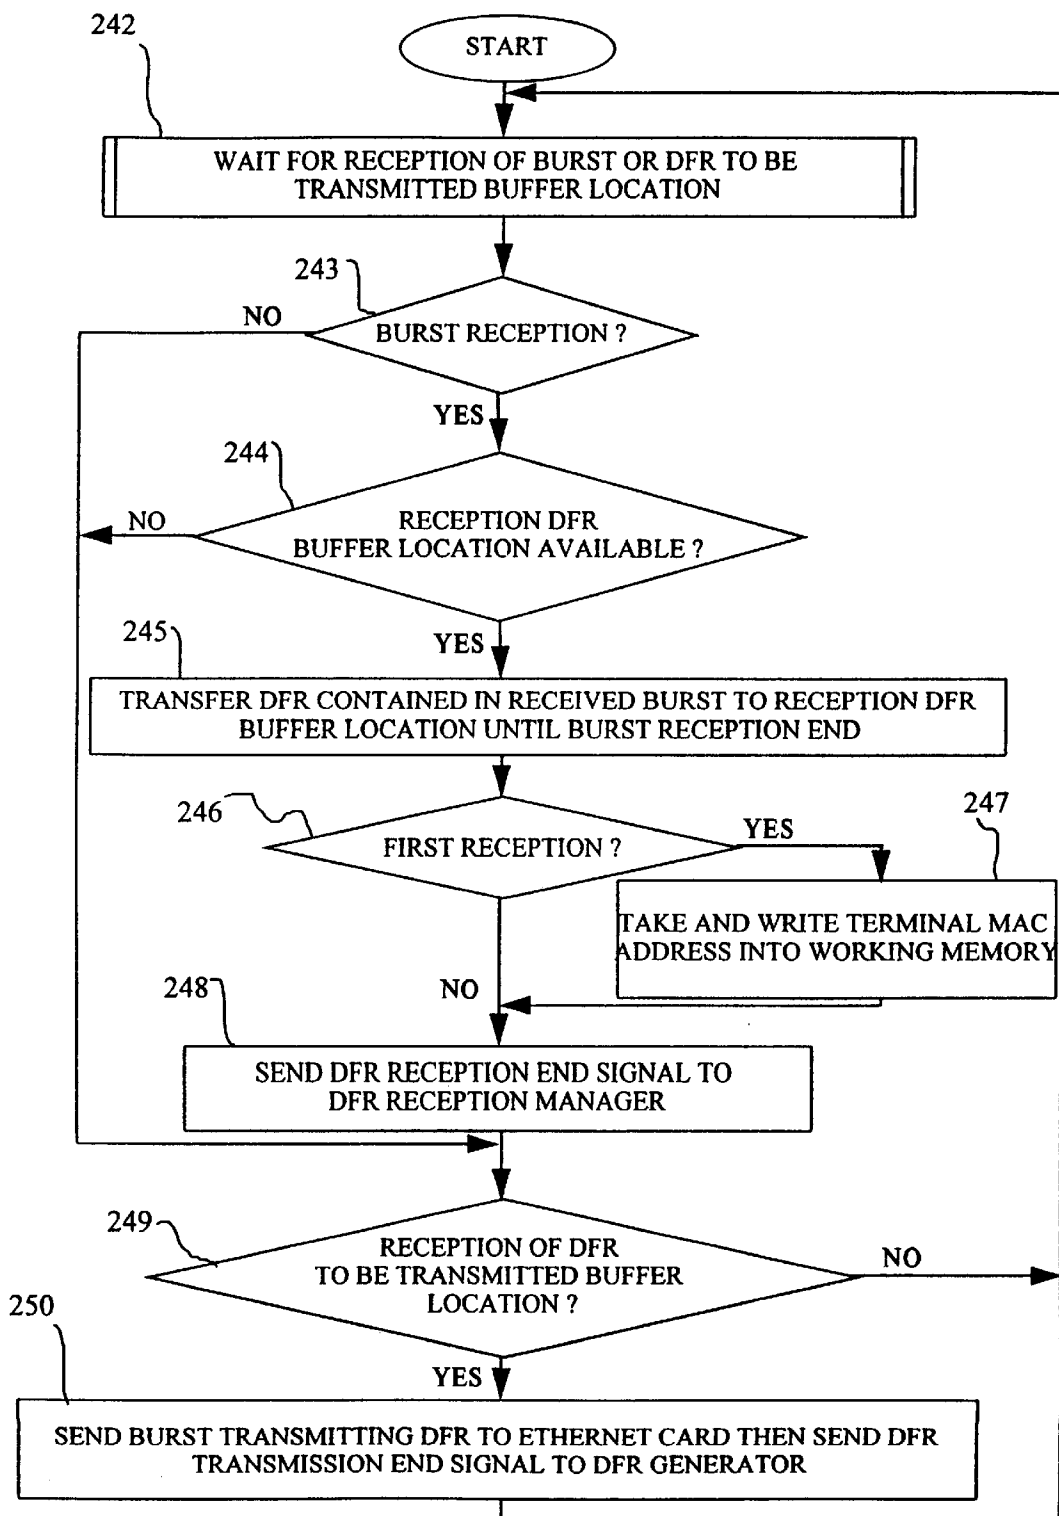 242
START
WAIT FOR RECEPTION OF BURST OR DFR TO BE
TRANSMITTED BUFFER LOCATION
243
NO
BURST RECEPTION ?
YES
244
NO
RECEPTION DFR
BUFFER LOCATION AVAILABLE ?
245
YES
TRANSFER DFR CONTAINED IN RECEIVED BURST TO RECEPTION DFR
BUFFER LOCATION UNTIL BURST RECEPTION END
246
FIRST RECEPTION ?
YES
247
TAKE AND WRITE TERMINAL MAC
ADDRESS INTO WORKING MEMORY
248
NO
SEND DFR RECEPTION END SIGNAL TO
DFR RECEPTION MANAGER
249
RECEPTION OF DFR
TO BE TRANSMITTED BUFFER
LOCATION ?
NO
250
YES
SEND BURST TRANSMITTING DFR TO ETHERNET CARD THEN SEND DFR
TRANSMISSION END SIGNAL TO DFR GENERATOR